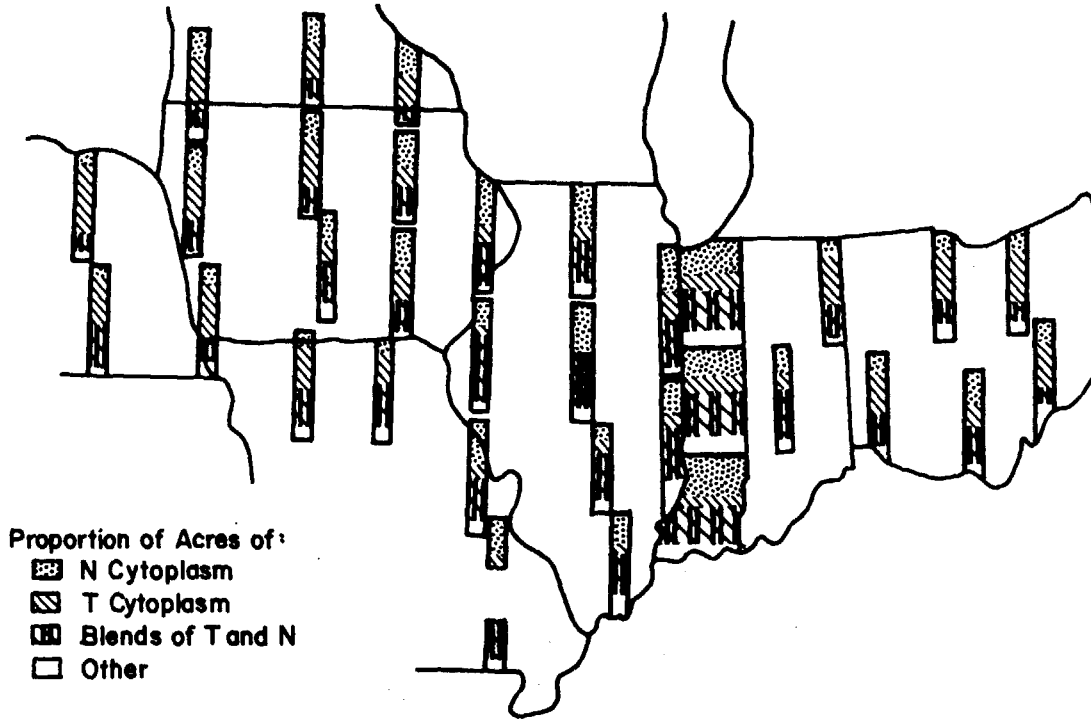 Proportion of Acres of:
N Cytoplasm
T Cytoplasm
Blends of T and N
Other